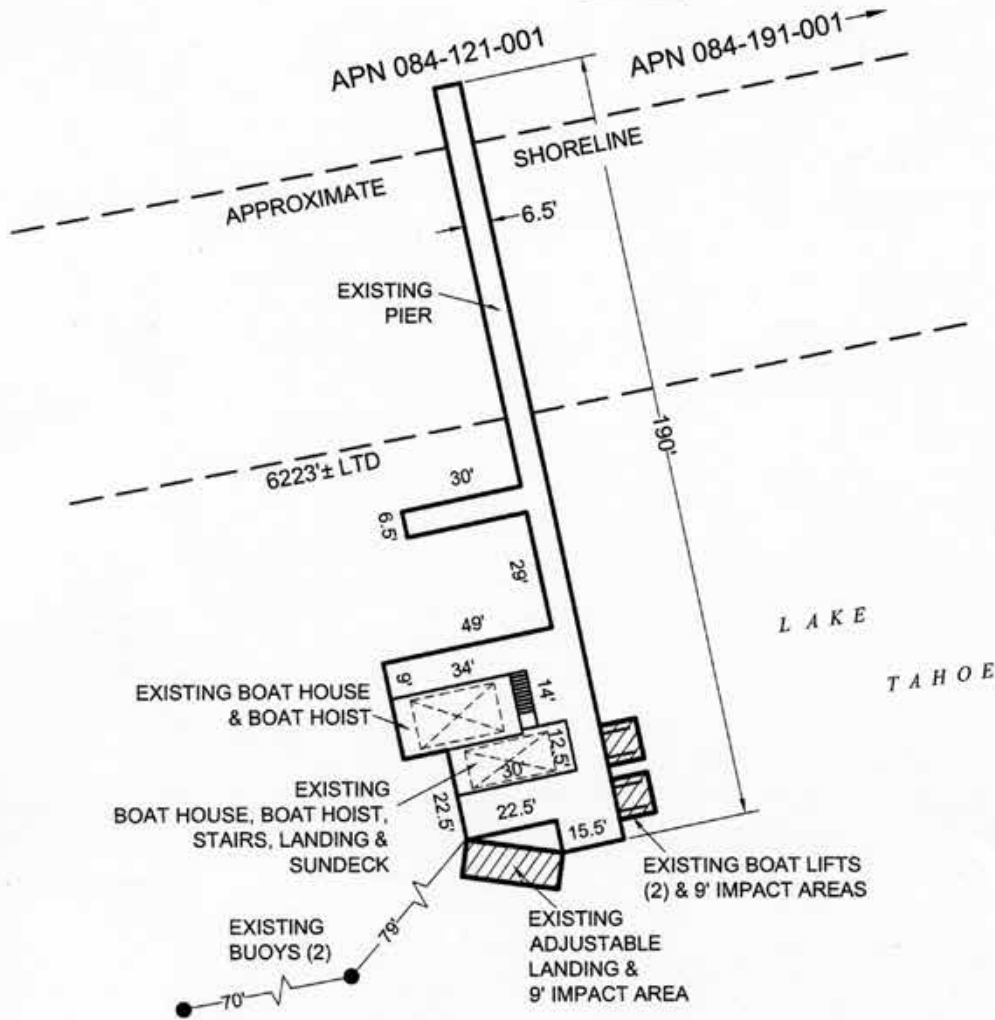 APN 084-121-001
APN 084-191-001
SHORELINE
APPROXIMATE
6.5'
EXISTING
PIER
190'
6223'± LTD
30'
6.5'
29'
49'
34'
9'
14'
EXISTING BOAT HOUSE
& BOAT HOIST
12.5'
30'
EXISTING
BOAT HOUSE, BOAT HOIST,
STAIRS, LANDING &
SUNDECK
22.5'
22.5'
15.5'
LAKE
TAHOE
EXISTING BOAT LIFTS
(2) & 9' IMPACT AREAS
EXISTING
ADJUSTABLE
LANDING &
9' IMPACT AREA
EXISTING
BUOYS (2)
79'
70'